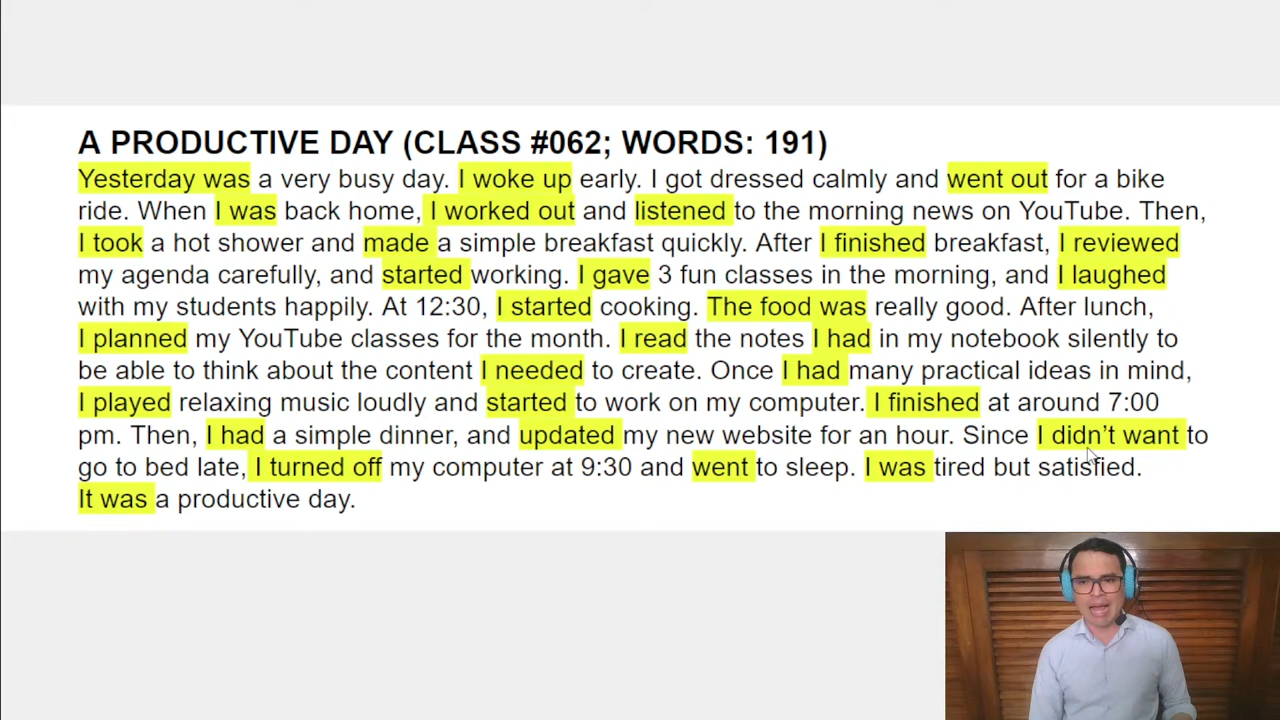 A PRODUCTIVE DAY (CLASS #062; WORDS: 191)
Yesterday was a very busy day. I woke up early. I got dressed calmly and went out for a bike
ride. When I was back home, I worked out and listened to the morning news on YouTube. Then,
I took a hot shower and made a simple breakfast quickly. After I finished breakfast, I reviewed
my agenda carefully, and started working. I gave 3 fun classes in the morning, and I laughed
with my students happily. At 12:30, I started cooking. The food was really good. After lunch,
I planned my YouTube classes for the month. I read the notes I had in my notebook silently to
be able to think about the content I needed to create. Once I had many practical ideas in mind,
I played relaxing music loudly and started to work on my computer. I finished at around 7:00
pm. Then, I had a simple dinner, and updated my new website for an hour. Since I didn’t want to
go to bed late, I turned off my computer at 9:30 and went to sleep. I was tired but satisfied.
It was a productive day.